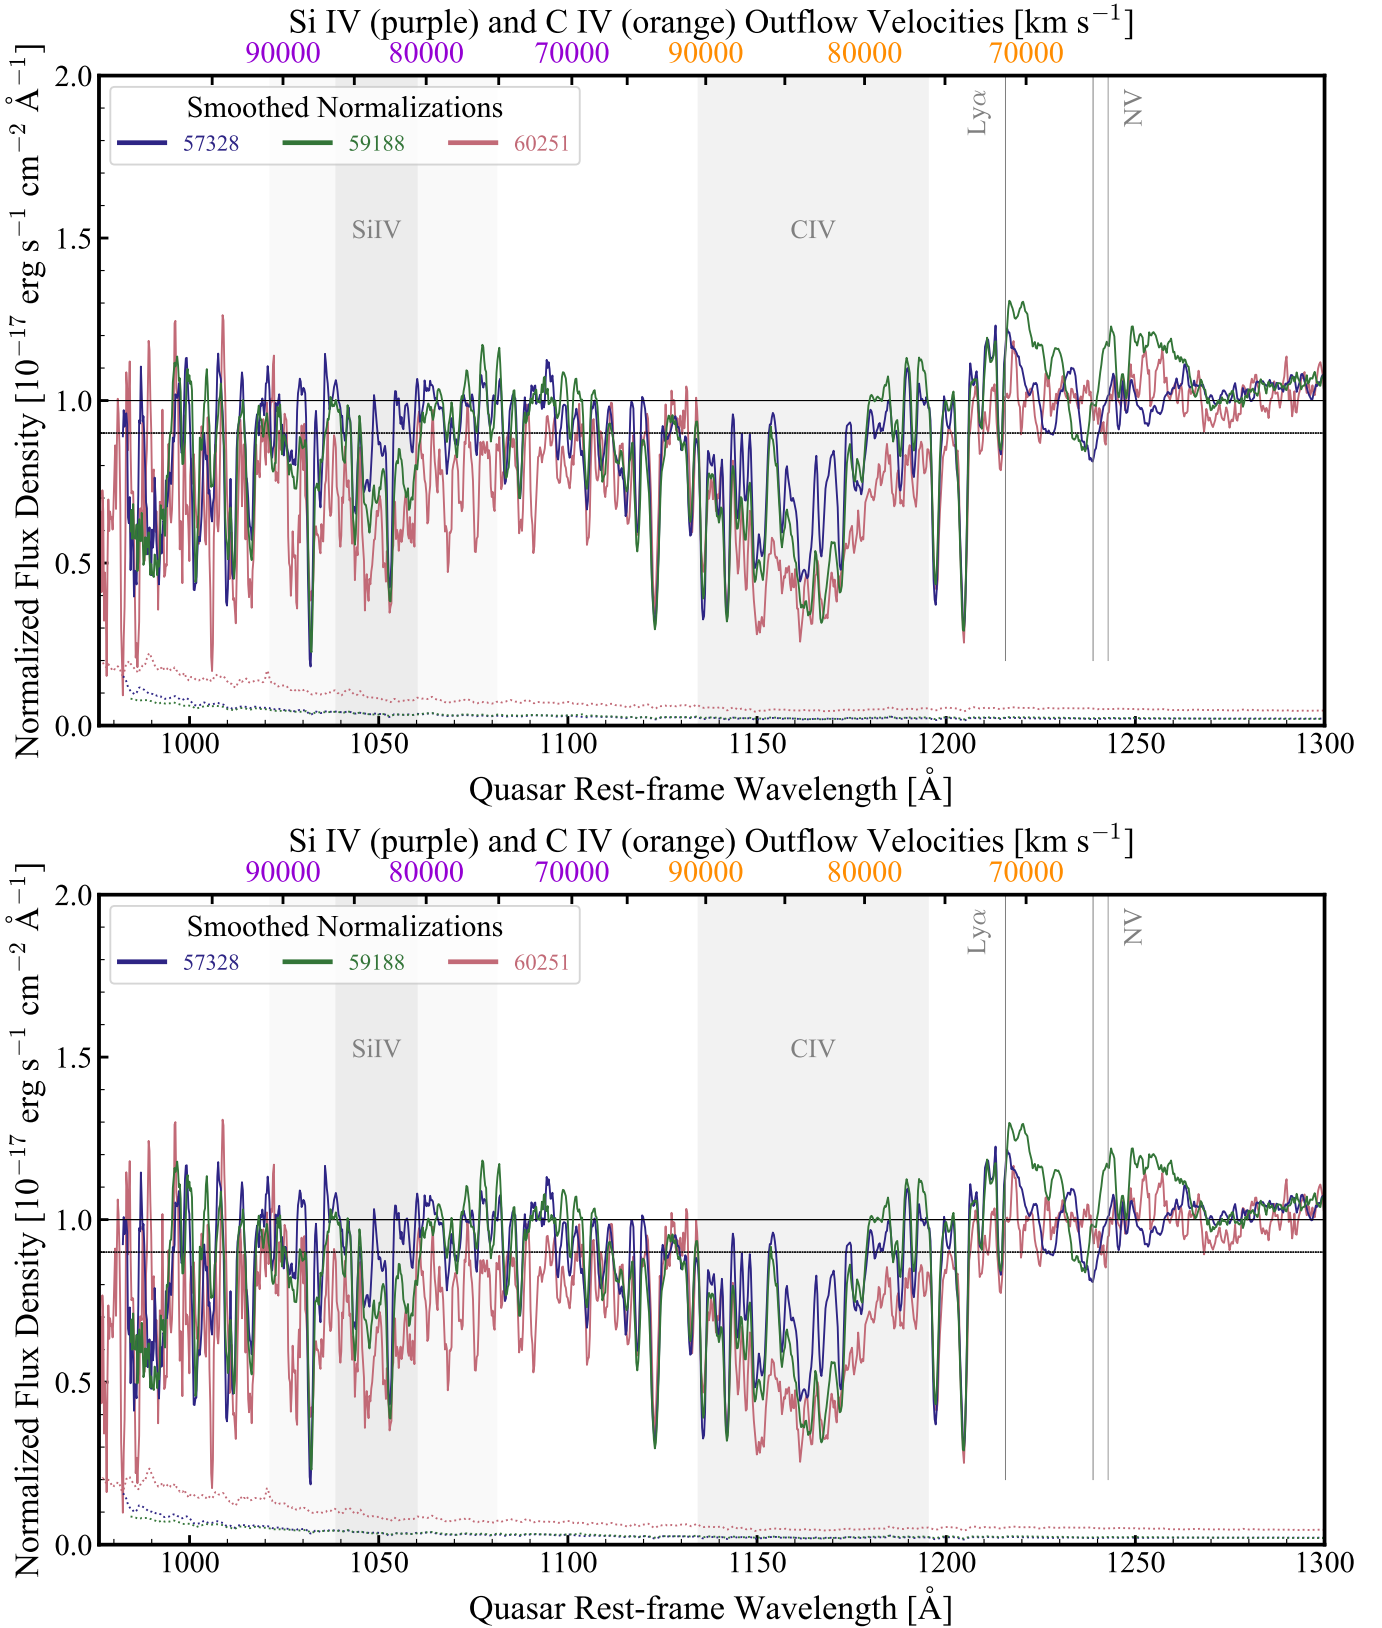 Si IV (purple) and C IV (orange) Outflow Velocities [km s⁻¹]
90000 80000 70000 90000 80000 70000
2.0
Smoothed Normalizations
57328 59188 60251
Lyα
NV
1.5
SiIV
CIV
1.0
0.5
0.0
Normalized Flux Density [10⁻¹⁷ erg s⁻¹ cm⁻² Å⁻¹]
1000 1050 1100 1150 1200 1250 1300
Quasar Rest-frame Wavelength [Å]
Si IV (purple) and C IV (orange) Outflow Velocities [km s⁻¹]
90000 80000 70000 90000 80000 70000
2.0
Smoothed Normalizations
57328 59188 60251
Lyα
NV
1.5
SiIV
CIV
1.0
0.5
0.0
Normalized Flux Density [10⁻¹⁷ erg s⁻¹ cm⁻² Å⁻¹]
1000 1050 1100 1150 1200 1250 1300
Quasar Rest-frame Wavelength [Å]